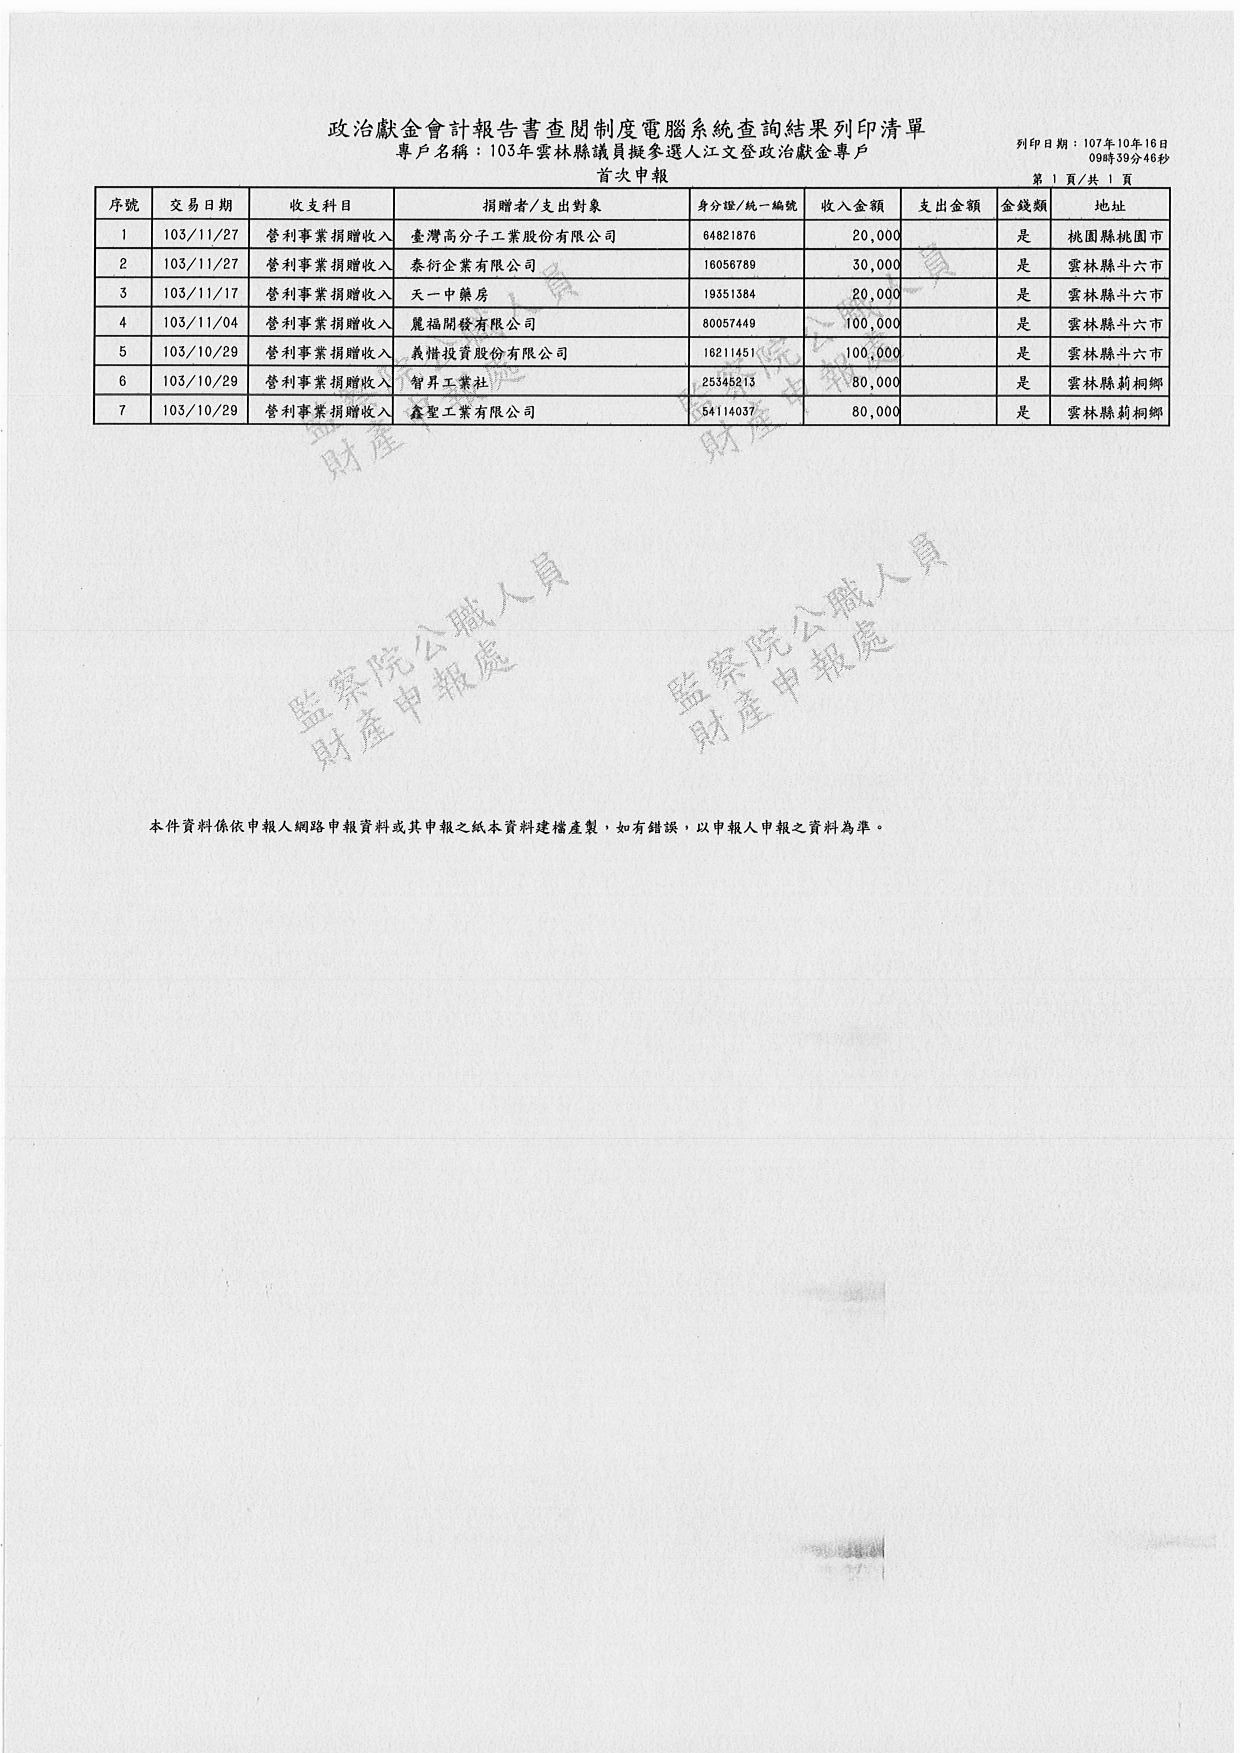 政治獻金會計報告書查閱制度電腦系統查詢結果列印清單
專戶名稱：103年雲林縣議員擬參選人江文登政治獻金專戶
首次申報
列印日期：107年10月16日
09時39分46秒
第 1 頁/共 1 頁
序號 交易日期 收支科目 捐贈者/支出對象 身分證/統一編號 收入金額 支出金額 金錢類 地址
1 103/11/27 營利事業捐贈收入 臺灣高分子工業股份有限公司 64821876 20,000 是 桃園縣桃園市
2 103/11/27 營利事業捐贈收入 泰衍企業有限公司 16056789 30,000 是 雲林縣斗六市
3 103/11/17 營利事業捐贈收入 天一中藥房 19351384 20,000 是 雲林縣斗六市
4 103/11/04 營利事業捐贈收入 麗福開發有限公司 80057449 100,000 是 雲林縣斗六市
5 103/10/29 營利事業捐贈收入 義惜投資股份有限公司 16211451 100,000 是 雲林縣斗六市
6 103/10/29 營利事業捐贈收入 智昇工業社 25345213 80,000 是 雲林縣莿桐鄉
7 103/10/29 營利事業捐贈收入 鑫聖工業有限公司 54114037 80,000 是 雲林縣莿桐鄉
監察院公職人員
財產申報處
監察院公職人員
財產申報處
監察院公職人員
財產申報處
監察院公職人員
財產申報處
本件資料係依申報人網路申報資料或其申報之紙本資料建檔產製，如有錯誤，以申報人申報之資料為準。